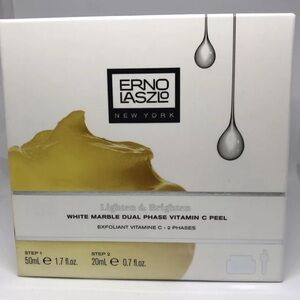 ERNO
LASZLO
NEW YORK
Lighten & Brighten
WHITE MARBLE DUAL PHASE VITAMIN C PEEL
EXFOLIANT VITAMINE C - 2 PHASES
STEP 1 STEP 2
50mL ℮ 1.7 fl.oz. 20mL ℮ 0.7 fl.oz.